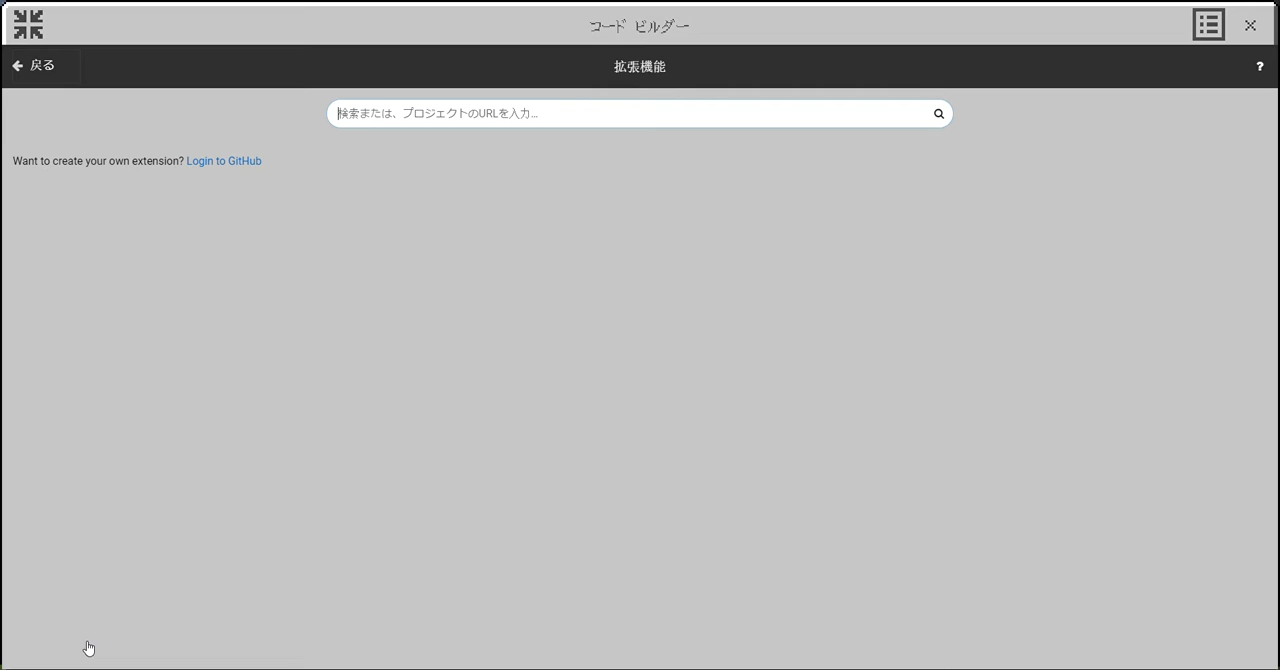 コード ビルダー
戻る
拡張機能
?
検索または、プロジェクトのURLを入力...
Want to create your own extension? Login to GitHub